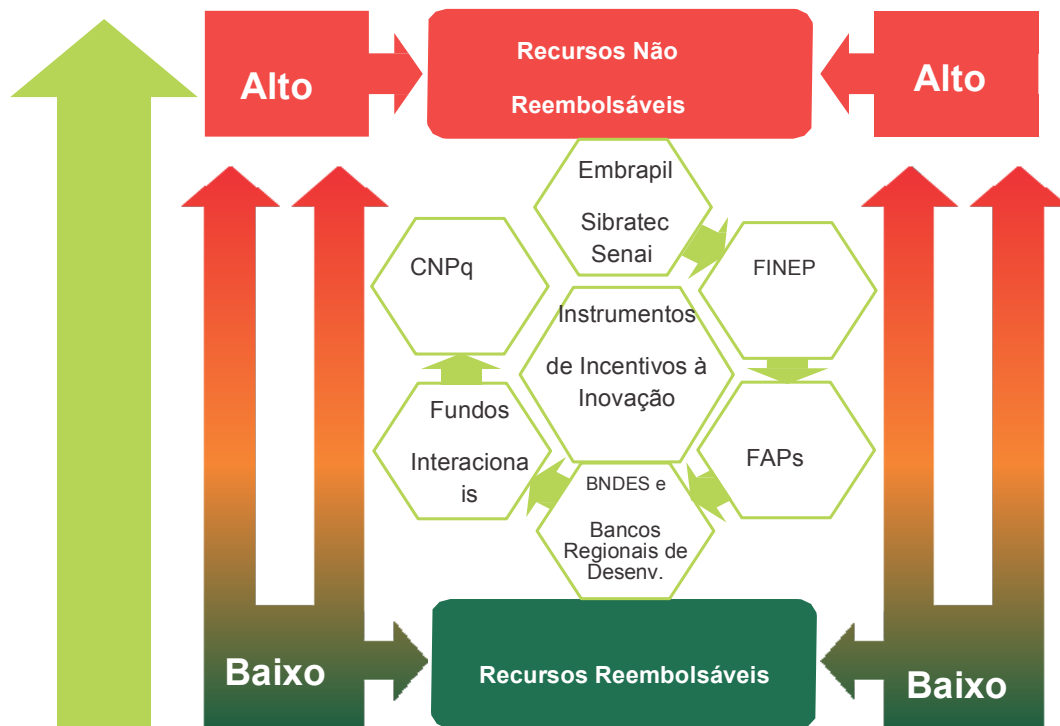 Alto
Recursos Não
Reembolsáveis
Alto
Embrapil
Sibratec
Senai
CNPq
FINEP
Instrumentos
de Incentivos à
Inovação
Fundos
Interaciona
is
FAPs
BNDES e
Bancos
Regionais de
Desenv.
Baixo
Recursos Reembolsáveis
Baixo